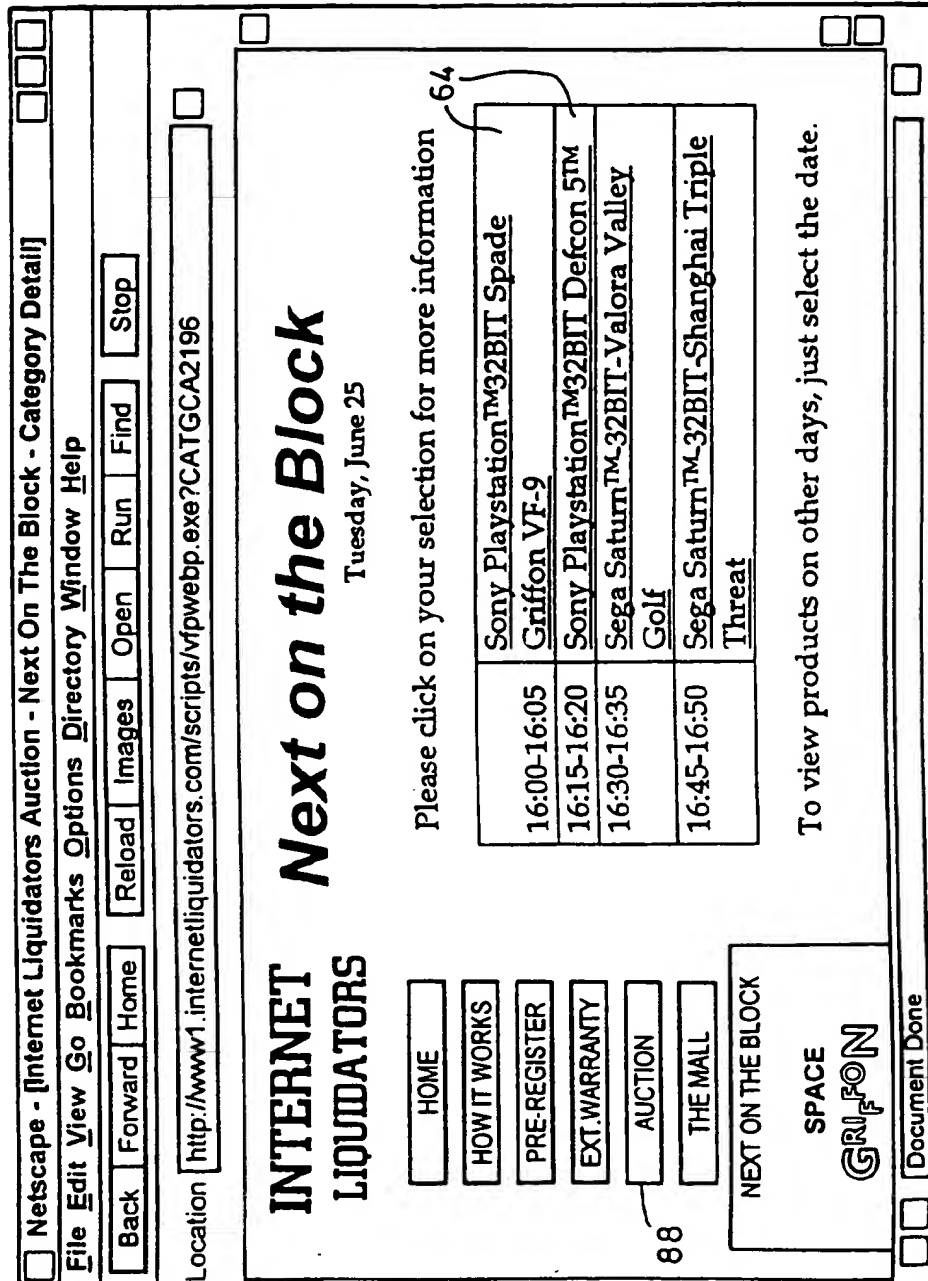 Netscape - [Internet Liquidators Auction - Next On The Block - Category Detail]
File Edit View Go Bookmarks Options Directory Window Help
Back Forward Home Reload Images Open Run Find Stop
Location http://www1.internetliquidators.com/scripts/vfpwebp.exe?CATGCA2196
INTERNET
LIQUIDATORS
Next on the Block
Tuesday, June 25
HOME
HOW IT WORKS
PRE-REGISTER
EXT.WARRANTY
AUCTION
THE MALL
88
NEXT ON THE BLOCK
SPACE
GRIFFON
Please click on your selection for more information
64
16:00-16:05 Sony Playstation™32BIT Spade
Griffon VF-9
16:15-16:20 Sony Playstation™32BIT Defcon 5™
16:30-16:35 Sega Saturn™-32BIT-Valora Valley
Golf
16:45-16:50 Sega Saturn™-32BIT-Shanghai Triple
Threat
To view products on other days, just select the date.
Document Done